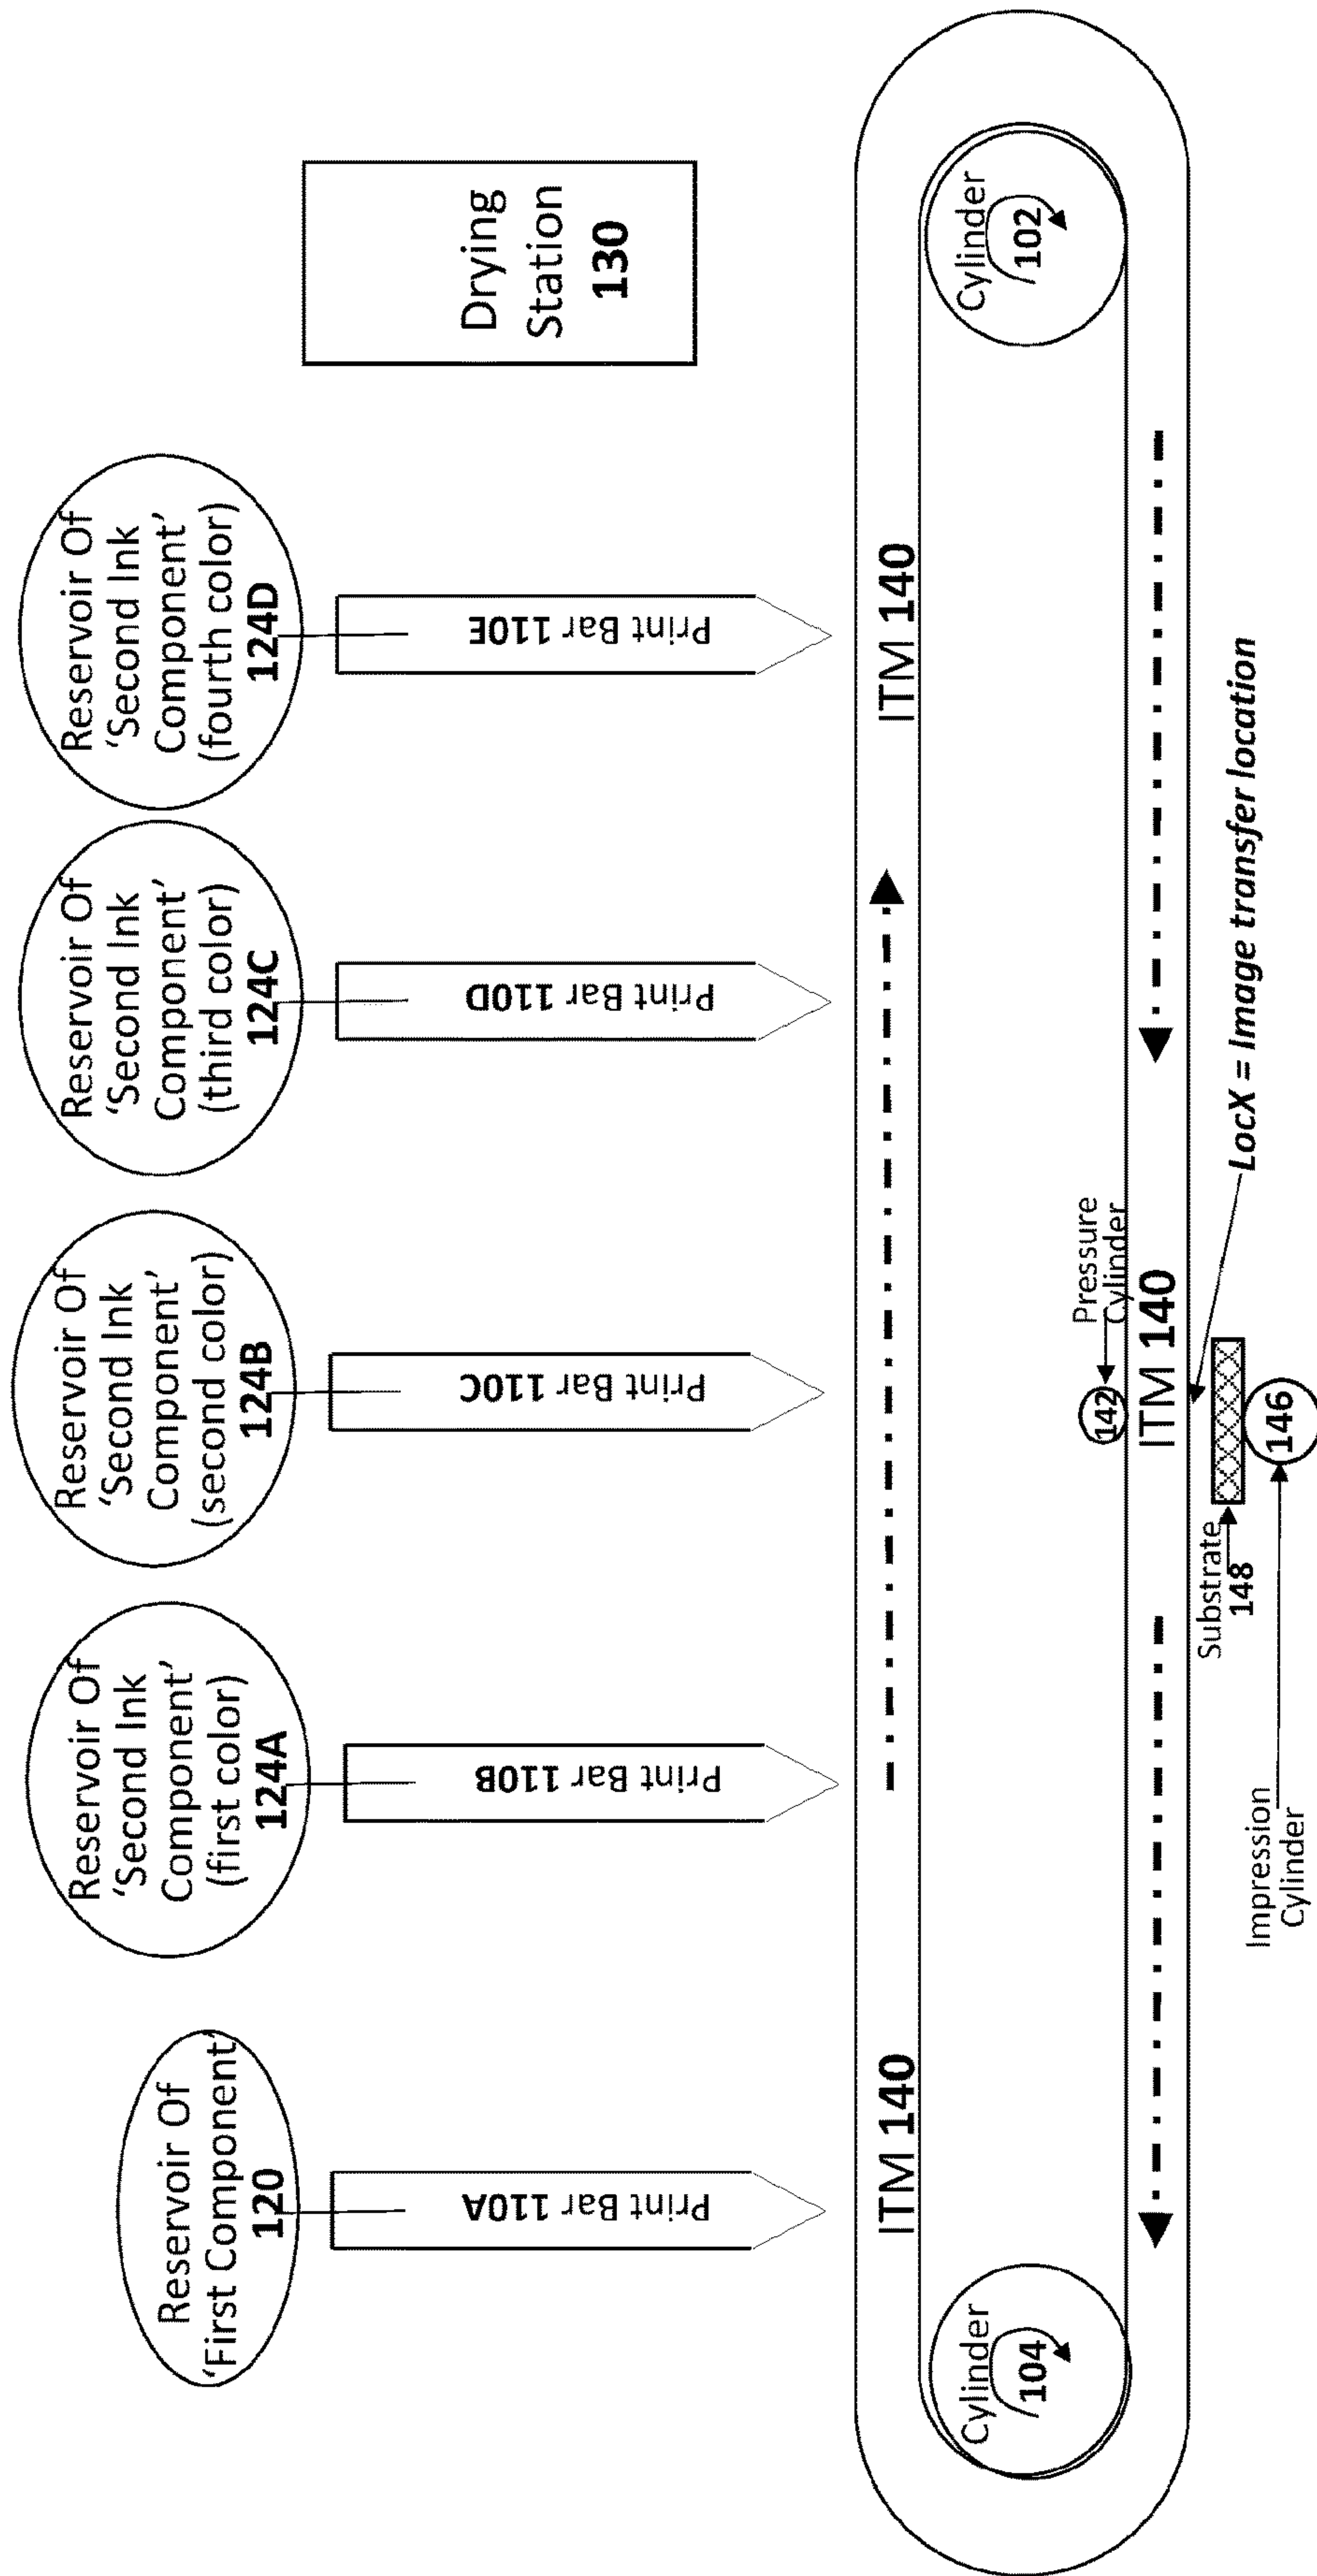 Reservoir Of
'First Component'
120
Reservoir Of
'Second Ink
Component'
(first color)
124A
Reservoir Of
'Second Ink
Component'
(second color)
124B
Reservoir Of
'Second Ink
Component'
(third color)
124C
Reservoir Of
'Second Ink
Component'
(fourth color)
124D
Print Bar 110A
Print Bar 110B
Print Bar 110C
Print Bar 110D
Print Bar 110E
Drying
Station
130
ITM 140
ITM 140
Cylinder
104
Cylinder
102
Pressure
Cylinder
142
ITM 140
LocX = Image transfer location
Substrate
148
146
Impression
Cylinder